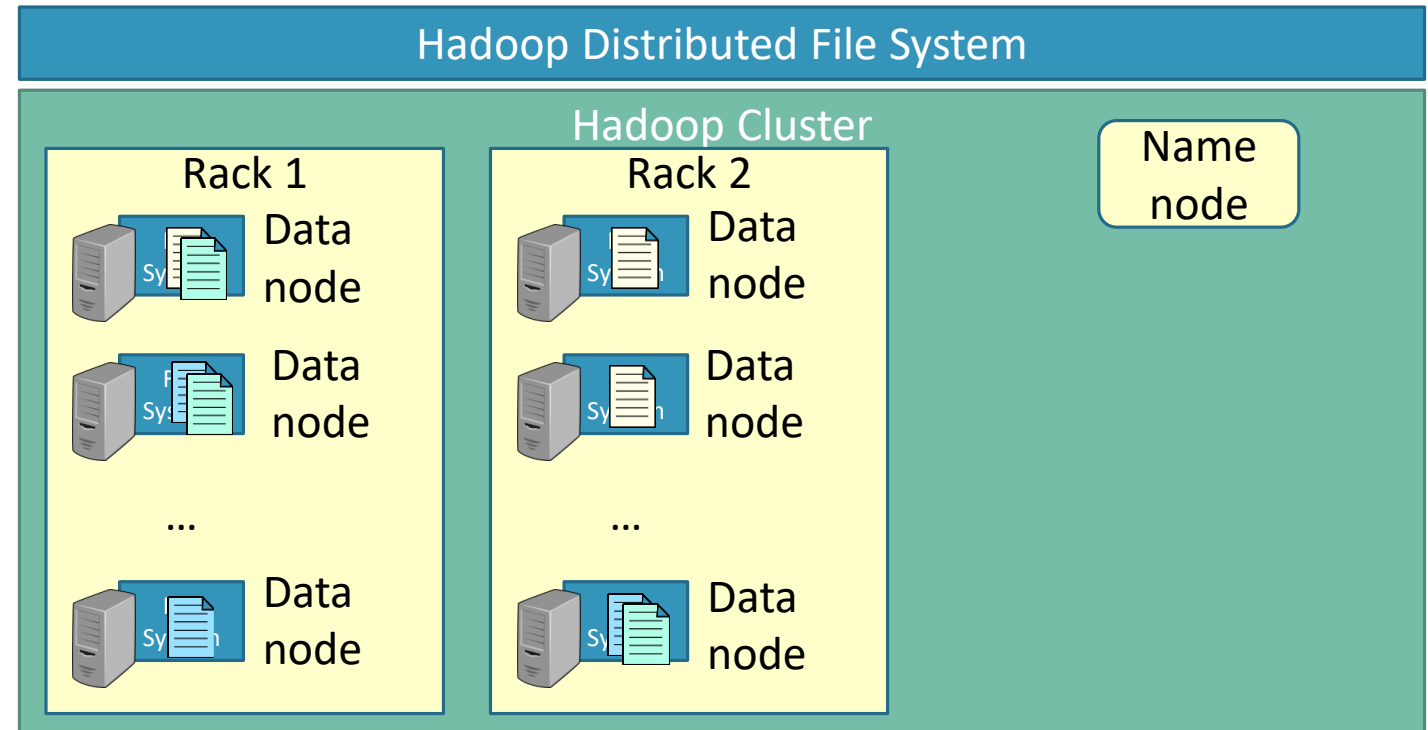 Hadoop Distributed File System
Hadoop Cluster
Name
node
Rack 1
Data
node
Data
node
...
Data
node
Rack 2
Data
node
Data
node
...
Data
node